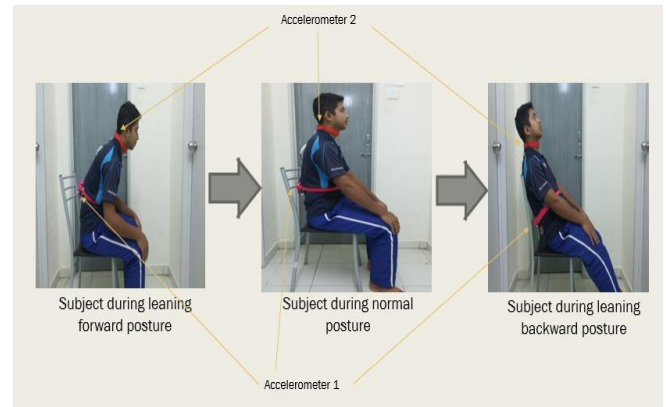 Accelerometer 2
Subject during leaning
forward posture
Subject during normal
posture
Subject during leaning
backward posture
Accelerometer 1